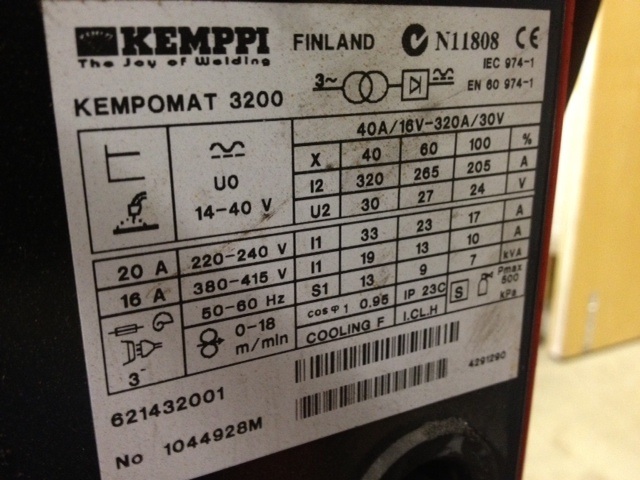 KEMPPI FINLAND N11808 CE
The Joy of Welding IEC 974-1
3~ EN 60 974-1
KEMPOMAT 3200
40A/16V-320A/30V
X 40 60 100 %
U0 I2 320 265 205 A
14-40 V U2 30 27 24 V
20 A 220-240 V I1 33 23 17 A
16 A 380-415 V I1 19 13 10 A
50-60 Hz S1 13 9 7 kVA
cosφ1 0.95 IP 23C S Pmax 500 kPa
3~ 0-18 m/min COOLING F I.CL.H
621432001 4291290
No 1044928M